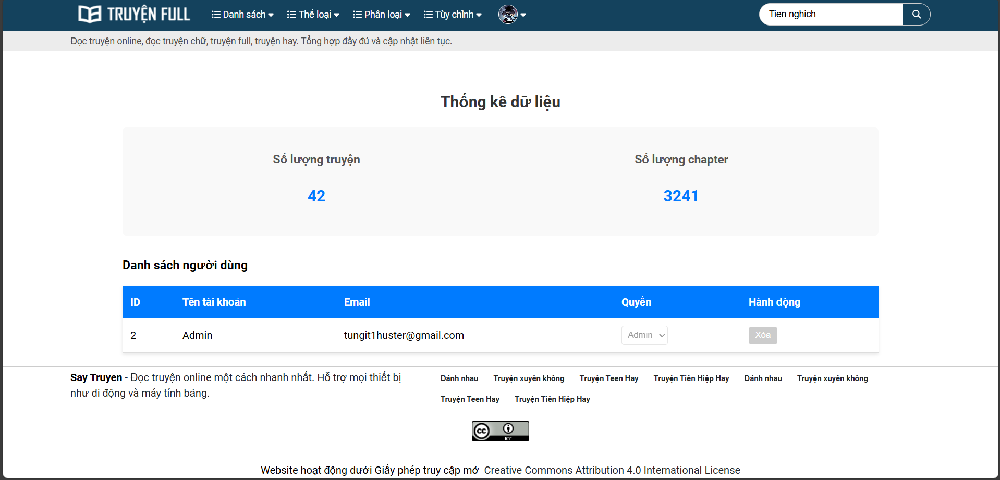 TRUYỆN FULL Danh sách Thể loại Phân loại Tùy chỉnh Tien nghich
Đọc truyện online, đọc truyện chữ, truyện full, truyện hay. Tổng hợp đầy đủ và cập nhật liên tục.
Thống kê dữ liệu
Số lượng truyện Số lượng chapter
42 3241
Danh sách người dùng
ID Tên tài khoản Email Quyền Hành động
2 Admin tungit1huster@gmail.com Admin Xóa
Say Truyen - Đọc truyện online một cách nhanh nhất. Hỗ trợ mọi thiết bị
như di động và máy tính bảng.
Đánh nhau Truyện xuyên không Truyện Teen Hay Truyện Tiên Hiệp Hay Đánh nhau Truyện xuyên không
Truyện Teen Hay Truyện Tiên Hiệp Hay
cc BY
Website hoạt động dưới Giấy phép truy cập mở Creative Commons Attribution 4.0 International License